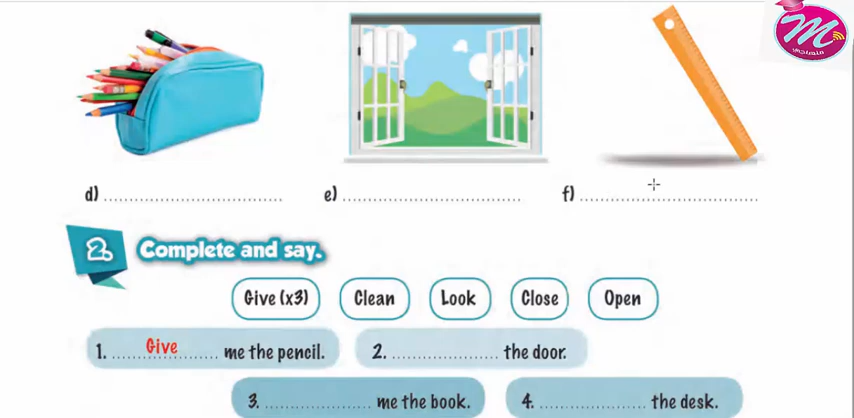 d) ..............................
e) ..............................
f) ..............................
2. Complete and say.
Give (x3) Clean Look Close Open
1. ......Give...... me the pencil. 2. .................. the door.
3. .................. me the book. 4. .................. the desk.